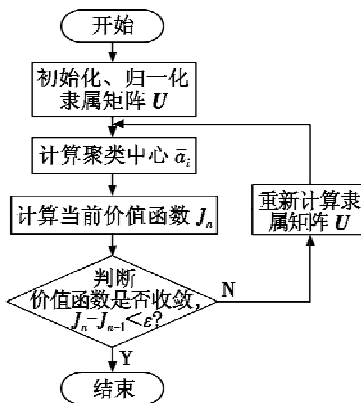 开始
初始化、归一化
隶属矩阵 U
计算聚类中心 āᵢ
计算当前价值函数 Jₙ
重新计算隶
属矩阵 U
判断
价值函数是否收敛,
Jₙ-Jₙ₋₁<ε?
N
Y
结束